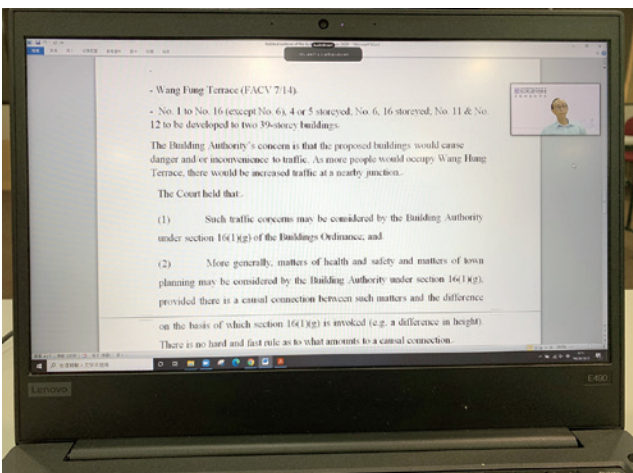 - Wang Fung Terrace (FACV 7/14).
- No. 1 to No. 16 (except No. 6), 4 or 5 storeyed, No. 6, 16 storeyed, No. 11 & No.
12 to be developed to two 39-storey buildings.
The Building Authority's concern is that the proposed buildings would cause
danger and/or inconvenience to traffic. As more people would occupy Wang Hung
Terrace, there would be increased traffic at a nearby junction.
The Court held that:
(1) Such traffic concerns may be considered by the Building Authority
under section 16(1)(g) of the Buildings Ordinance; and
(2) More generally, matters of health and safety and matters of town
planning may be considered by the Building Authority under section 16(1)(g),
provided there is a causal connection between such matters and the difference
on the basis of which section 16(1)(g) is invoked (e.g. a difference in height).
There is no hard and fast rule as to what amounts to a causal connection.
Lenovo
E490